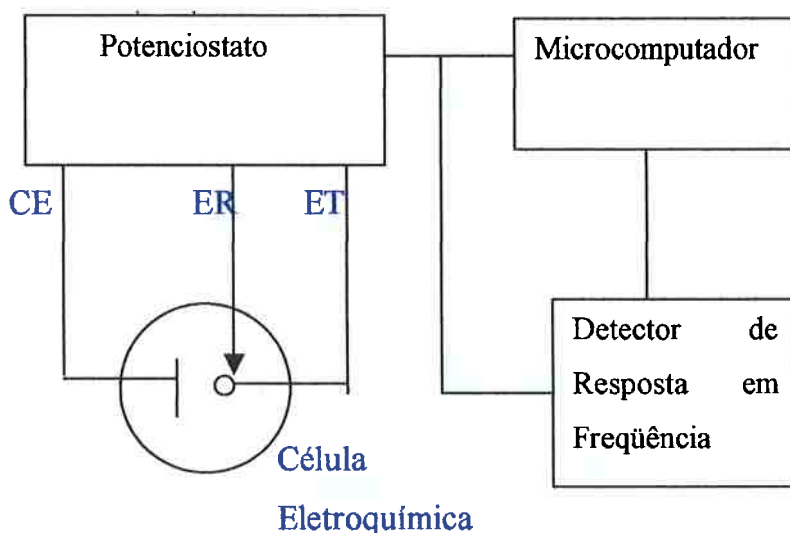 Potenciostato
Microcomputador
CE
ER
ET
Detector de
Resposta em
Freqüência
Célula
Eletroquímica